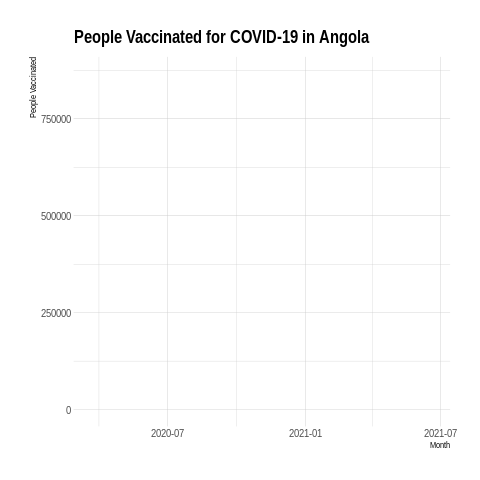 People Vaccinated for COVID-19 in Angola
People Vaccinated
750000
500000
250000
0
2020-07
2021-01
2021-07
Month